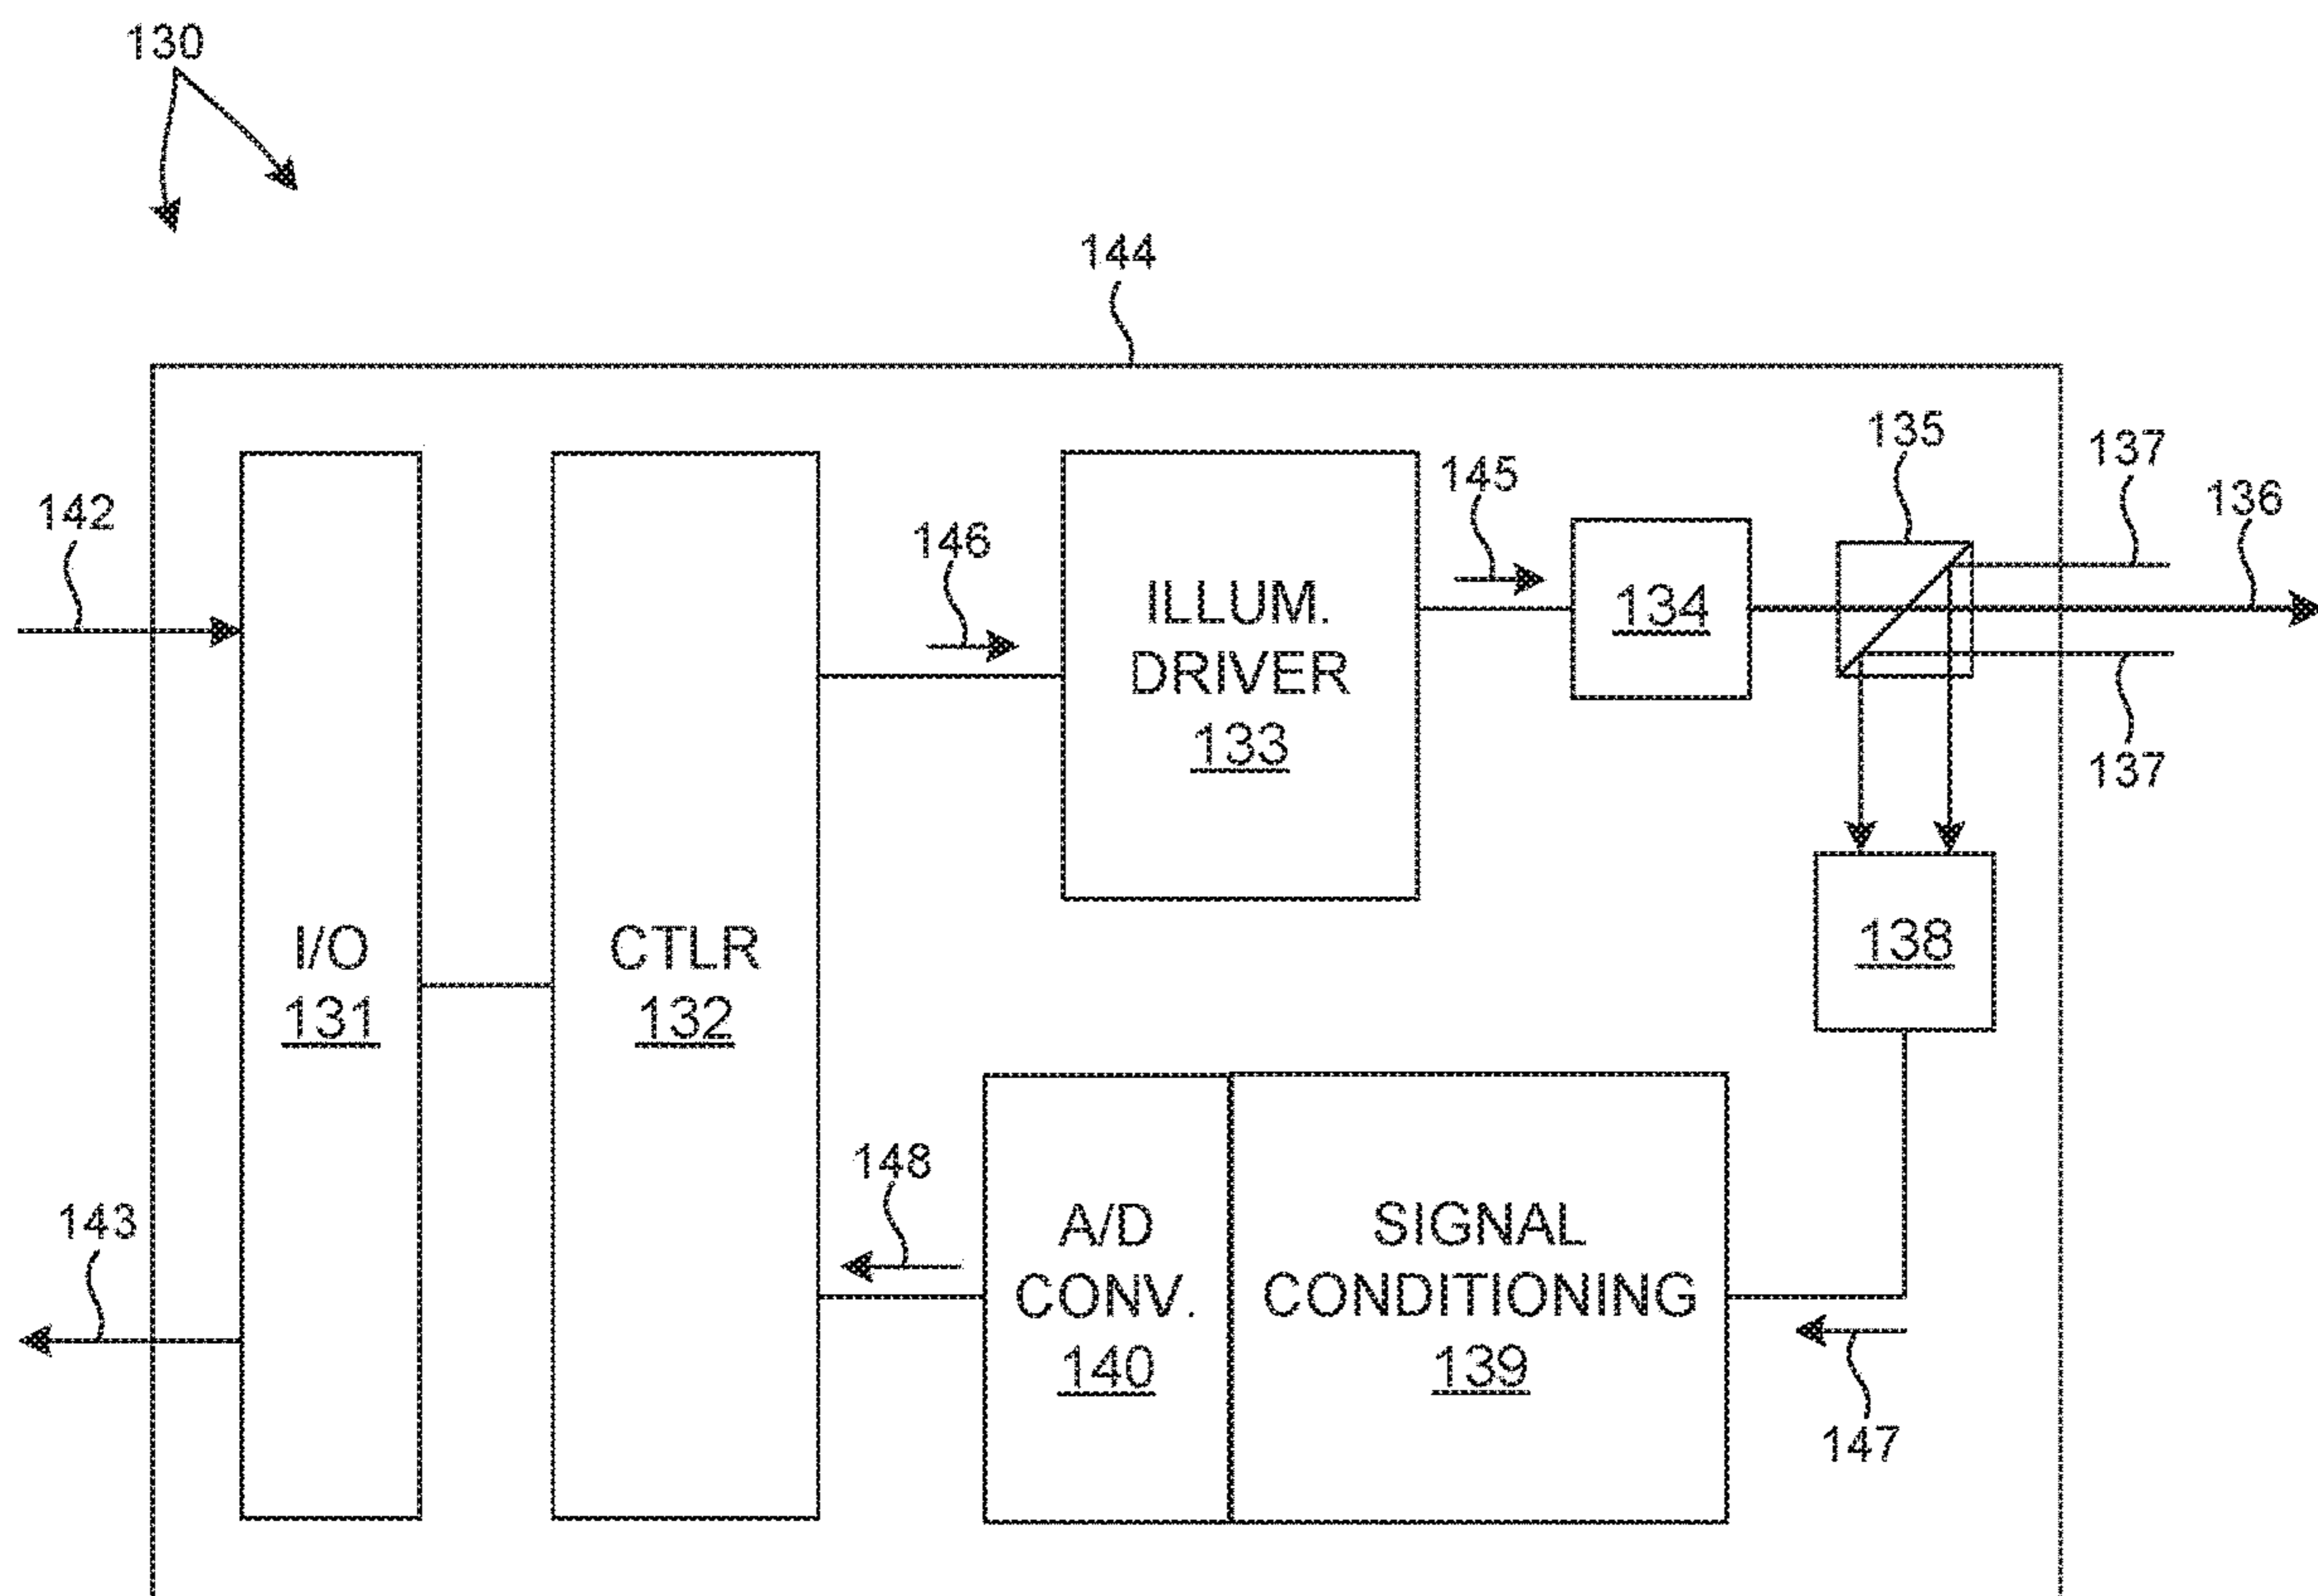 130
144
135
137
136
145
142
146
ILLUM.
DRIVER
133
134
137
138
I/O
131
CTLR
132
148
143
A/D
CONV.
140
SIGNAL
CONDITIONING
139
147